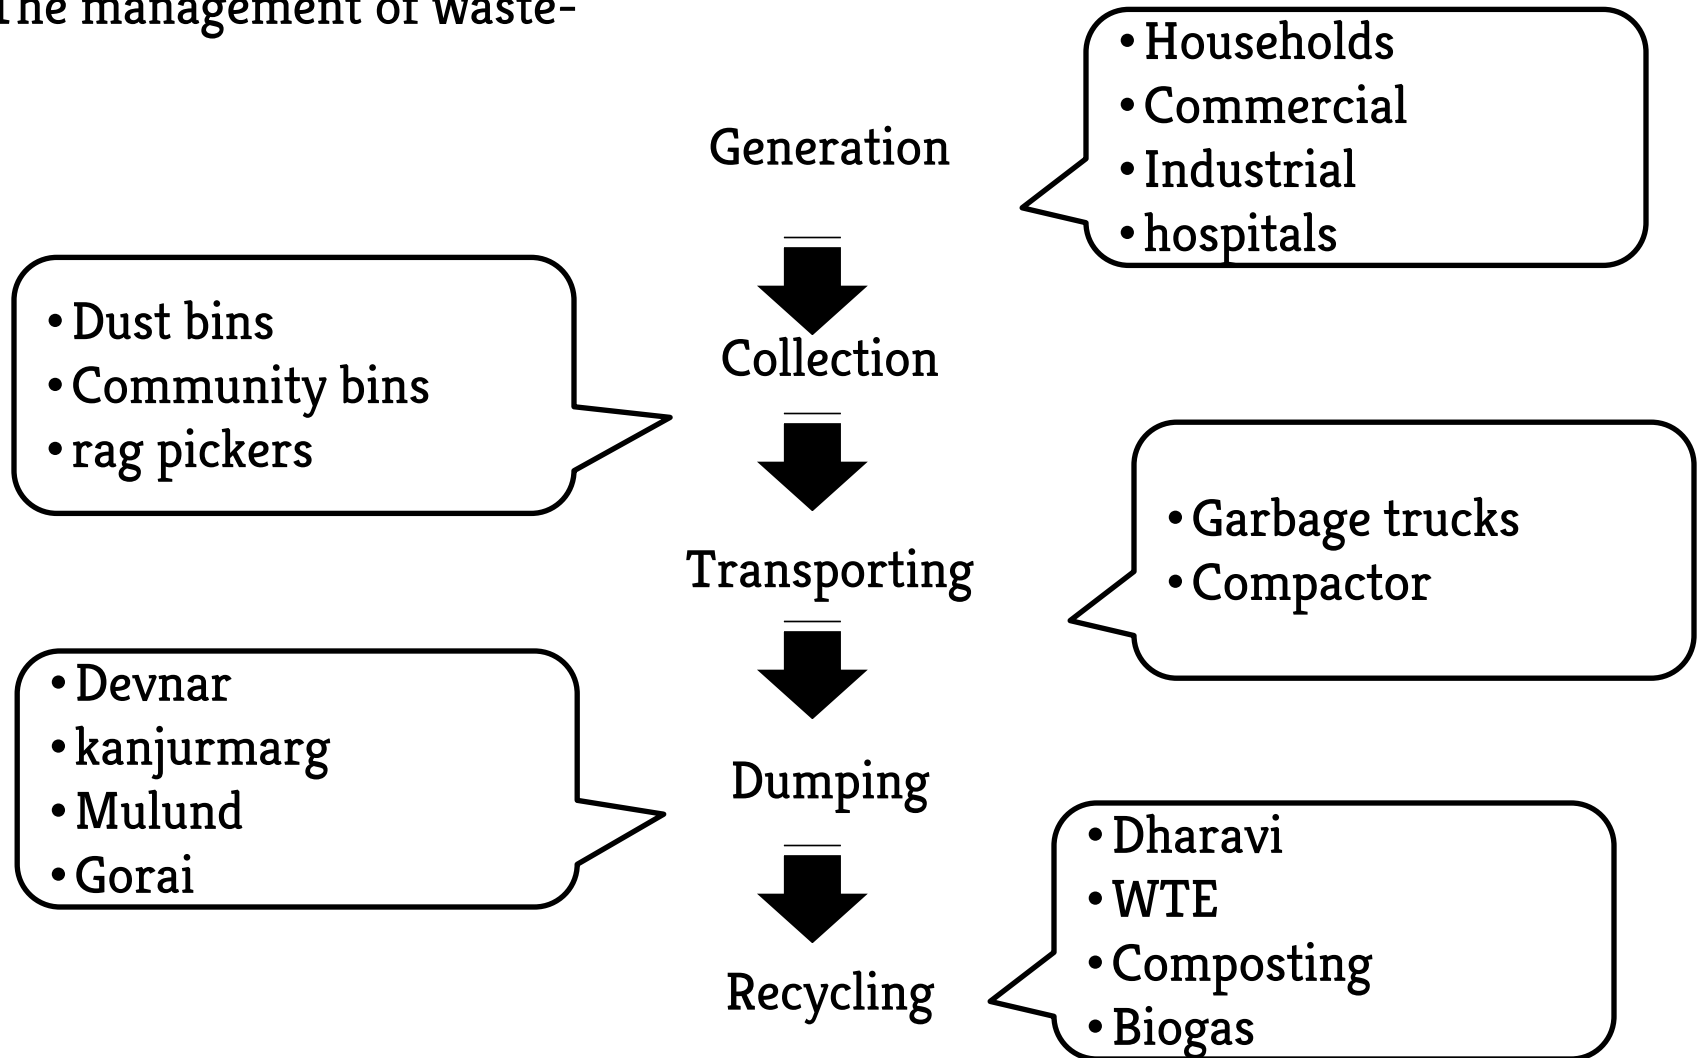 The management of waste-
Generation
• Households
• Commercial
• Industrial
• hospitals
Collection
• Dust bins
• Community bins
• rag pickers
Transporting
• Garbage trucks
• Compactor
Dumping
• Devnar
• kanjurmarg
• Mulund
• Gorai
Recycling
• Dharavi
• WTE
• Composting
• Biogas